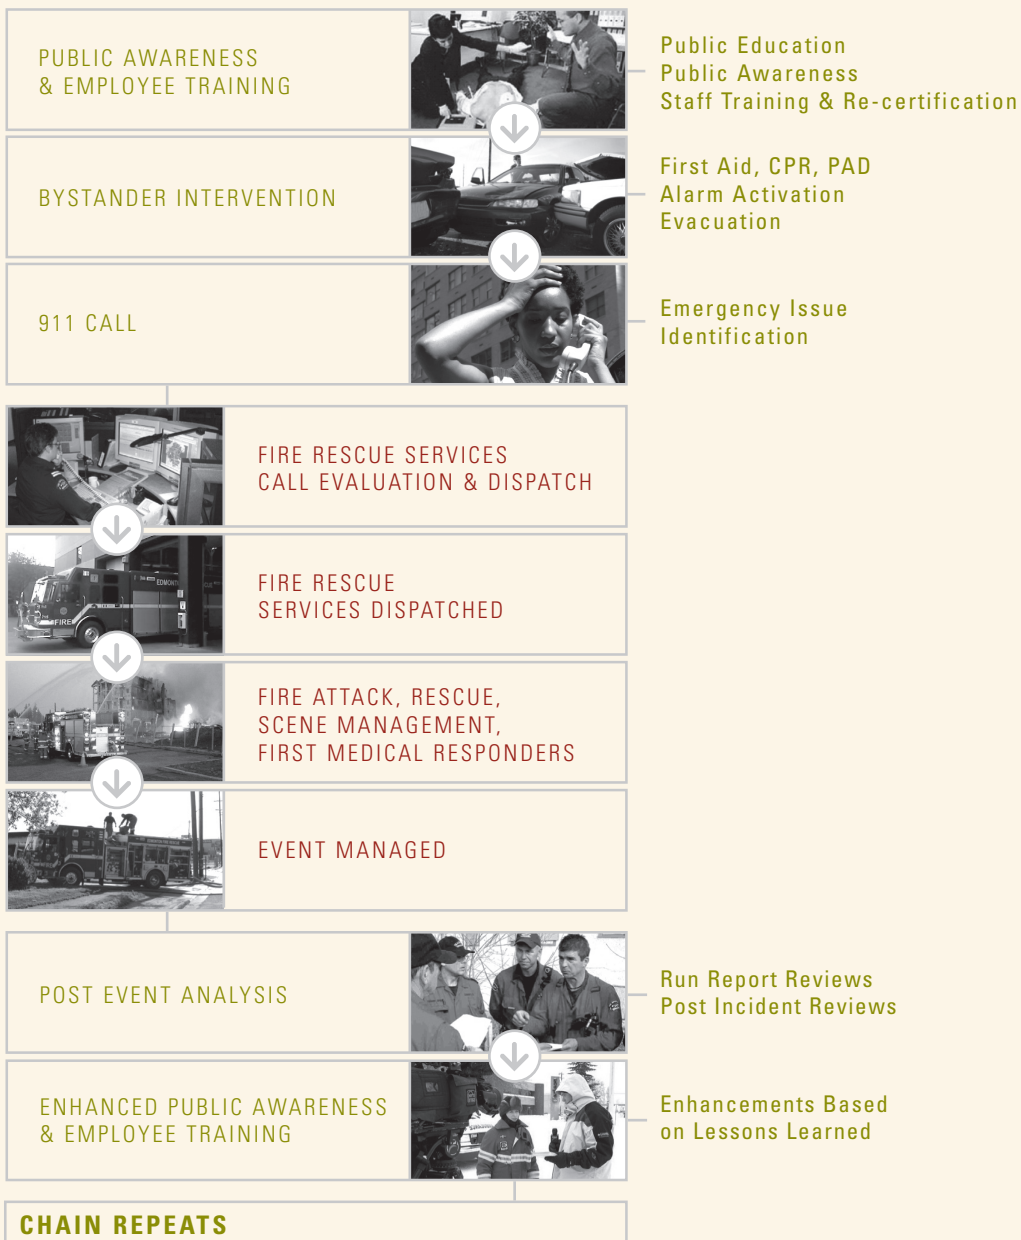 PUBLIC AWARENESS
& EMPLOYEE TRAINING
Public Education
Public Awareness
Staff Training & Re-certification
BYSTANDER INTERVENTION
First Aid, CPR, PAD
Alarm Activation
Evacuation
911 CALL
Emergency Issue
Identification
FIRE RESCUE SERVICES
CALL EVALUATION & DISPATCH
FIRE RESCUE
SERVICES DISPATCHED
FIRE
FIRE ATTACK, RESCUE,
SCENE MANAGEMENT,
FIRST MEDICAL RESPONDERS
EVENT MANAGED
POST EVENT ANALYSIS
Run Report Reviews
Post Incident Reviews
ENHANCED PUBLIC AWARENESS
& EMPLOYEE TRAINING
Enhancements Based
on Lessons Learned
CHAIN REPEATS